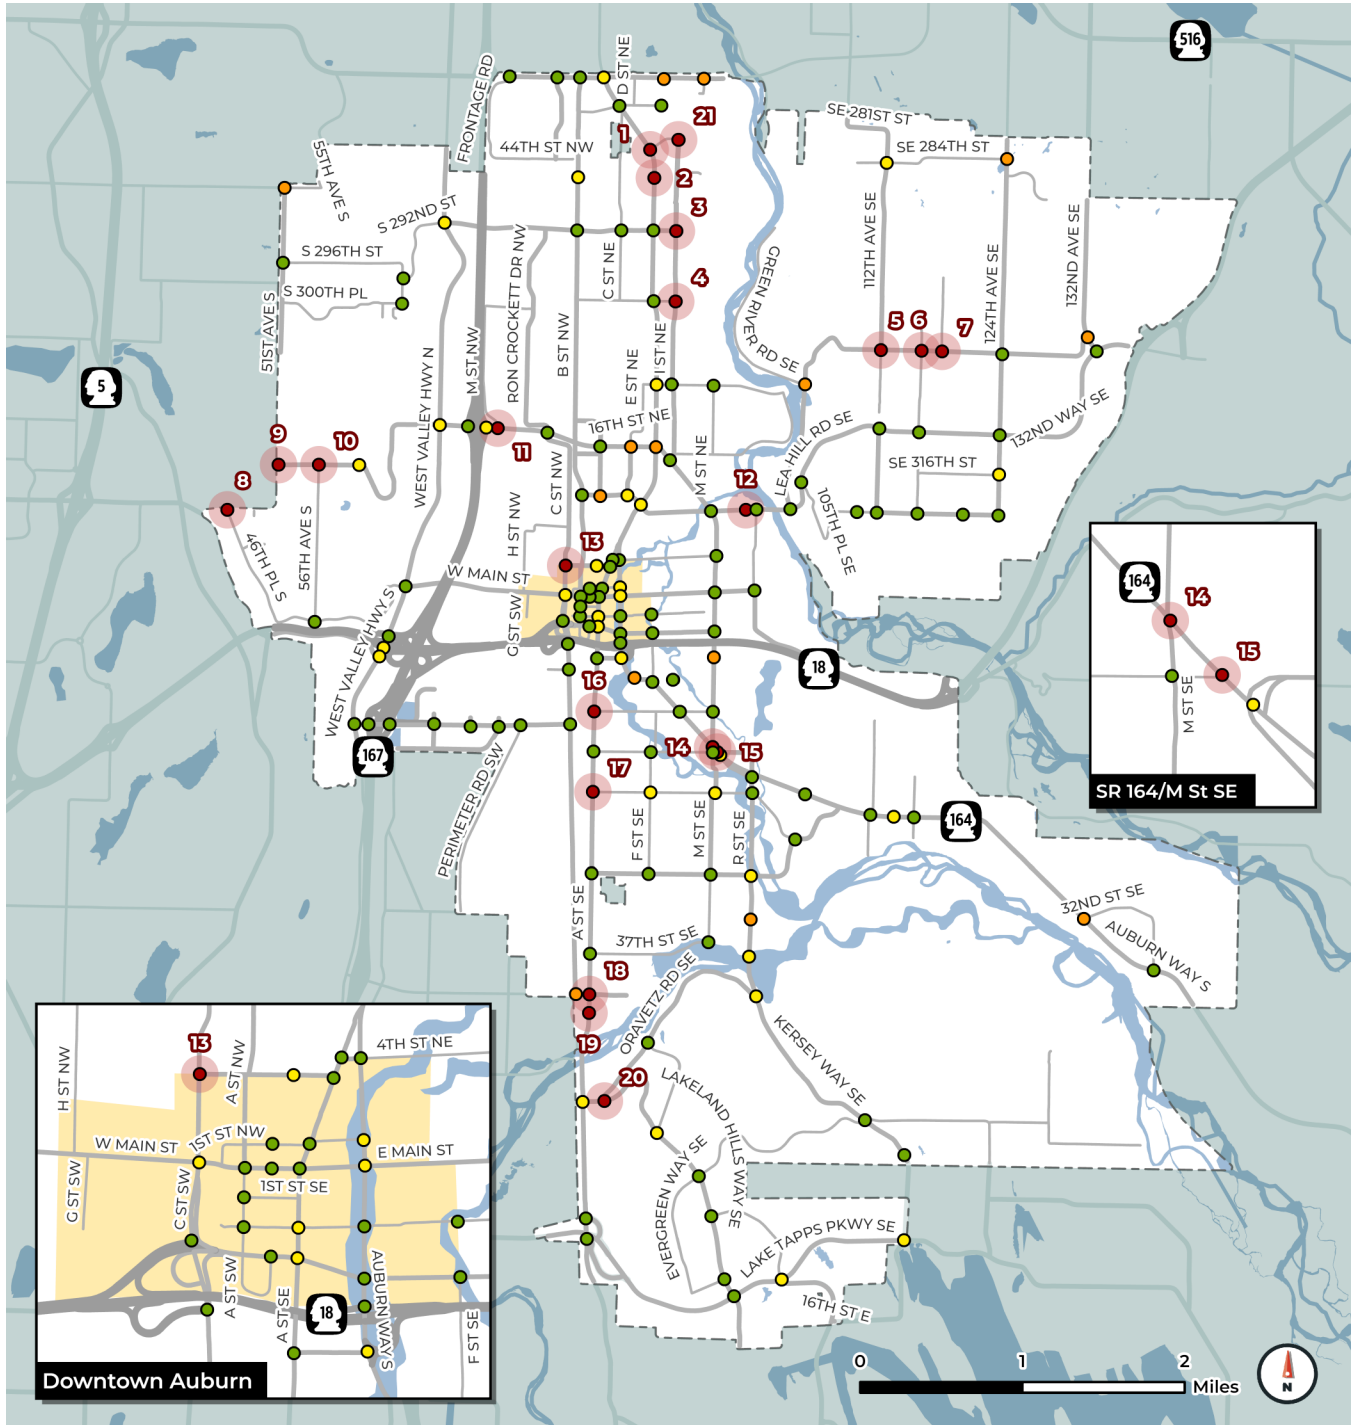 516
D ST NE
FRONTAGE RD
21
1
SE 281ST ST
44TH ST NW
SE 284TH ST
55TH AVE S
2
S 292ND ST
3
S 296TH ST
RON CROCKETT DR NW
C ST NE
GREEN RIVER RD SE
112TH AVE SE
124TH AVE SE
132ND AVE SE
S 300TH PL
4
51ST AVE S
5
6
7
5
M ST NW
B ST NW
E ST NE
I ST NE
WEST VALLEY HWY N
16TH ST NE
LEA HILL RD SE
132ND WAY SE
9
10
11
M ST NE
SE 316TH ST
8
C ST NW
12
105TH PL SE
H ST NW
46TH PL S
56TH AVE S
13
W MAIN ST
164
14
WEST VALLEY HWY S
G ST SW
18
15
M ST SE
16
14
15
167
17
SR 164/M St SE
PERIMETER RD SW
F ST SE
M ST SE
R ST SE
164
A ST SE
32ND ST SE
AUBURN WAY S
37TH ST SE
18
ORAVETZ RD SE
19
KERSEY WAY SE
20
LAKELAND HILLS WAY SE
EVERGREEN WAY SE
LAKE TAPPS PKWY SE
16TH ST E
13
4TH ST NE
H ST NW
A ST NW
W MAIN ST
1ST ST NW
E MAIN ST
1ST ST SE
G ST SW
C ST SW
A ST SW
A ST SE
18
AUBURN WAY S
F ST SE
Downtown Auburn
0
1
2
Miles
N